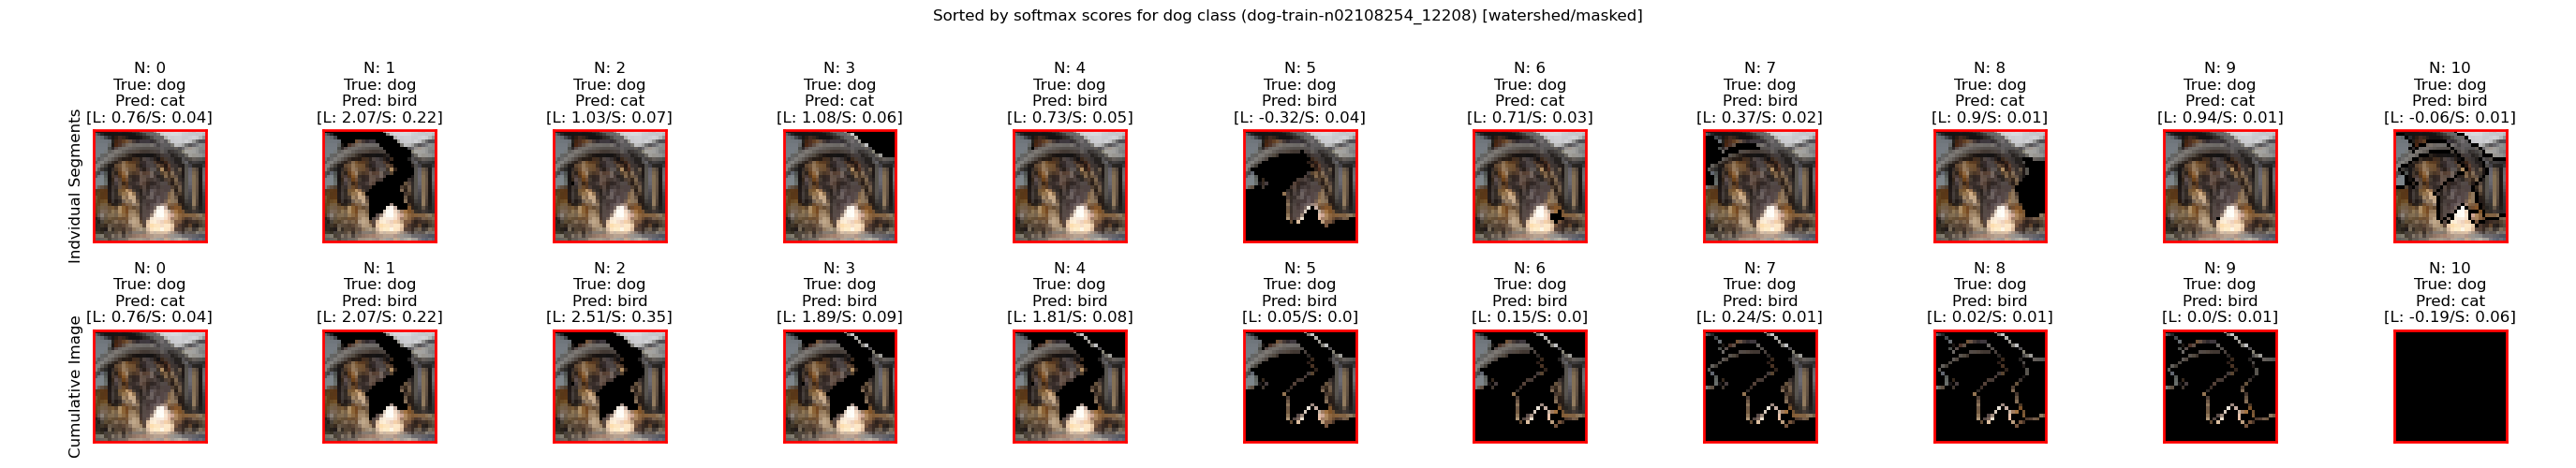 Sorted by softmax scores for dog class (dog-train-n02108254_12208) [watershed/masked]
Indvidual Segments
N: 0
True: dog
Pred: cat
[L: 0.76/S: 0.04]
N: 1
True: dog
Pred: bird
[L: 2.07/S: 0.22]
N: 2
True: dog
Pred: cat
[L: 1.03/S: 0.07]
N: 3
True: dog
Pred: cat
[L: 1.08/S: 0.06]
N: 4
True: dog
Pred: bird
[L: 0.73/S: 0.05]
N: 5
True: dog
Pred: bird
[L: -0.32/S: 0.04]
N: 6
True: dog
Pred: cat
[L: 0.71/S: 0.03]
N: 7
True: dog
Pred: bird
[L: 0.37/S: 0.02]
N: 8
True: dog
Pred: cat
[L: 0.9/S: 0.01]
N: 9
True: dog
Pred: cat
[L: 0.94/S: 0.01]
N: 10
True: dog
Pred: bird
[L: -0.06/S: 0.01]
Cumulative Image
N: 0
True: dog
Pred: cat
[L: 0.76/S: 0.04]
N: 1
True: dog
Pred: bird
[L: 2.07/S: 0.22]
N: 2
True: dog
Pred: bird
[L: 2.51/S: 0.35]
N: 3
True: dog
Pred: bird
[L: 1.89/S: 0.09]
N: 4
True: dog
Pred: bird
[L: 1.81/S: 0.08]
N: 5
True: dog
Pred: bird
[L: 0.05/S: 0.0]
N: 6
True: dog
Pred: bird
[L: 0.15/S: 0.0]
N: 7
True: dog
Pred: bird
[L: 0.24/S: 0.01]
N: 8
True: dog
Pred: bird
[L: 0.02/S: 0.01]
N: 9
True: dog
Pred: bird
[L: 0.0/S: 0.01]
N: 10
True: dog
Pred: cat
[L: -0.19/S: 0.06]